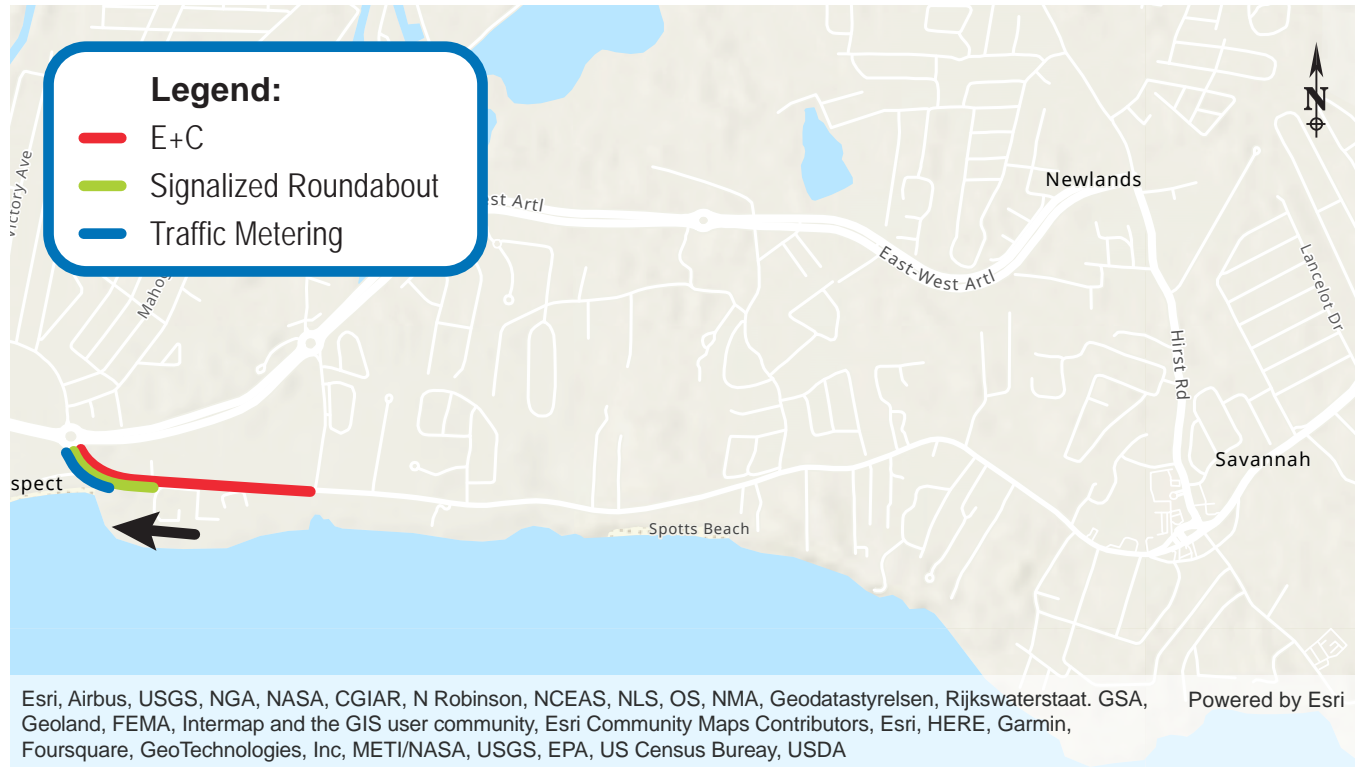 Legend:
E+C
Signalized Roundabout
Traffic Metering
N
Victory Ave
Newlands
est Artl
East-West Artl
Lancelot Dr
Mahog
Hirst Rd
Savannah
spect
Spotts Beach
Esri, Airbus, USGS, NGA, NASA, CGIAR, N Robinson, NCEAS, NLS, OS, NMA, Geodatastyrelsen, Rijkswaterstaat. GSA,
Geoland, FEMA, Intermap and the GIS user community, Esri Community Maps Contributors, Esri, HERE, Garmin,
Foursquare, GeoTechnologies, Inc, METI/NASA, USGS, EPA, US Census Bureay, USDA
Powered by Esri